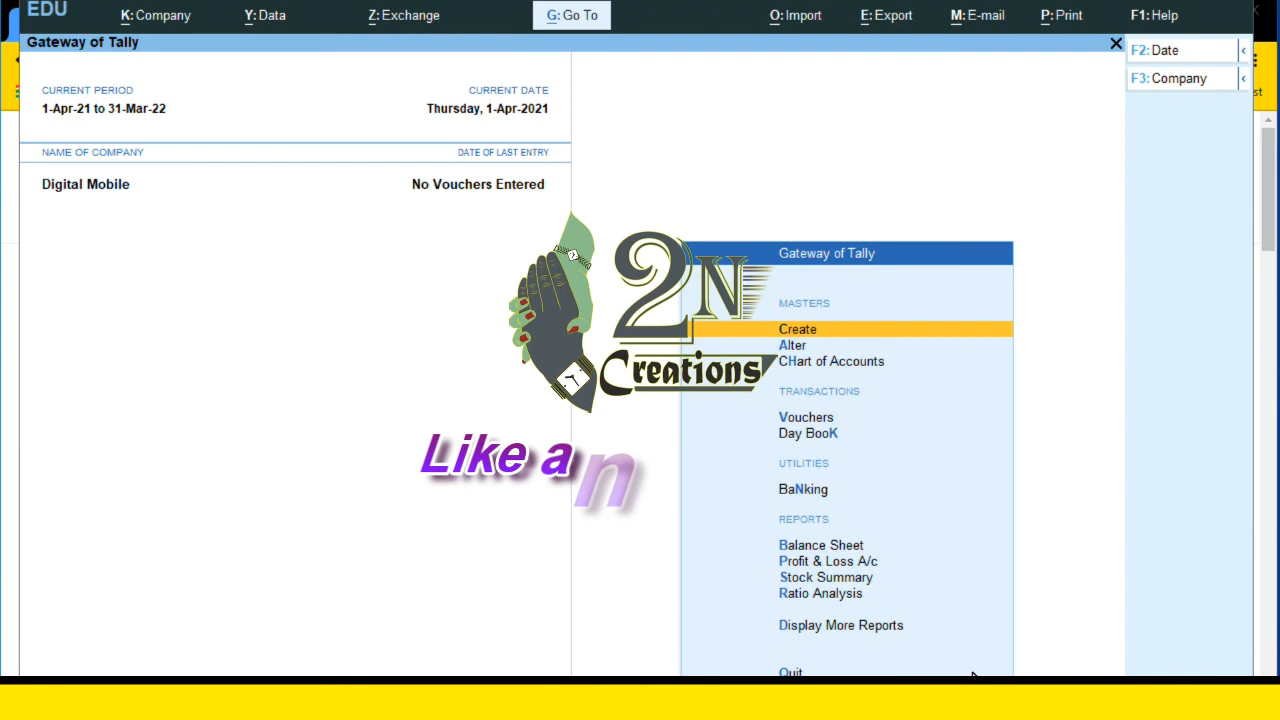 EDU
K: Company Y: Data Z: Exchange G: Go To O: Import E: Export M: E-mail P: Print F1: Help
Gateway of Tally
F2: Date
F3: Company
CURRENT PERIOD CURRENT DATE
1-Apr-21 to 31-Mar-22 Thursday, 1-Apr-2021
NAME OF COMPANY DATE OF LAST ENTRY
Digital Mobile No Vouchers Entered
2N
Creations
Like an
Gateway of Tally
MASTERS
Create
Alter
CHart of Accounts
TRANSACTIONS
Vouchers
Day BooK
UTILITIES
BaNking
REPORTS
Balance Sheet
Profit & Loss A/c
Stock Summary
Ratio Analysis
Display More Reports
Quit